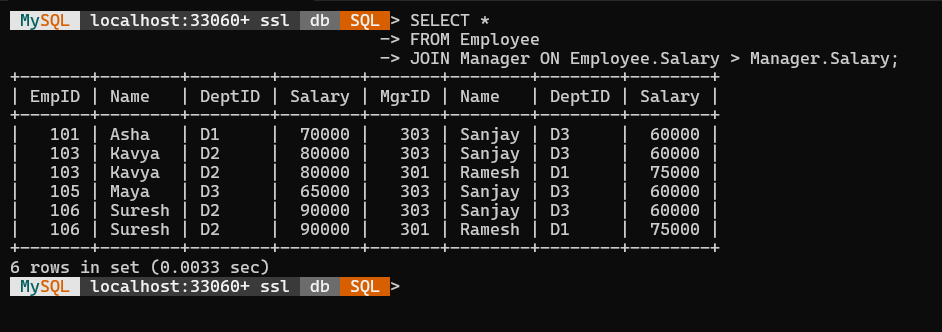 MySQL localhost:33060+ ssl db SQL > SELECT *
                                     -> FROM Employee
                                     -> JOIN Manager ON Employee.Salary > Manager.Salary;
+-------+--------+--------+--------+-------+--------+--------+--------+
| EmpID | Name   | DeptID | Salary | MgrID | Name   | DeptID | Salary |
+-------+--------+--------+--------+-------+--------+--------+--------+
|   101 | Asha   | D1     |  70000 |   303 | Sanjay | D3     |  60000 |
|   103 | Kavya  | D2     |  80000 |   303 | Sanjay | D3     |  60000 |
|   103 | Kavya  | D2     |  80000 |   301 | Ramesh | D1     |  75000 |
|   105 | Maya   | D3     |  65000 |   303 | Sanjay | D3     |  60000 |
|   106 | Suresh | D2     |  90000 |   303 | Sanjay | D3     |  60000 |
|   106 | Suresh | D2     |  90000 |   301 | Ramesh | D1     |  75000 |
+-------+--------+--------+--------+-------+--------+--------+--------+
6 rows in set (0.0033 sec)
MySQL localhost:33060+ ssl db SQL >